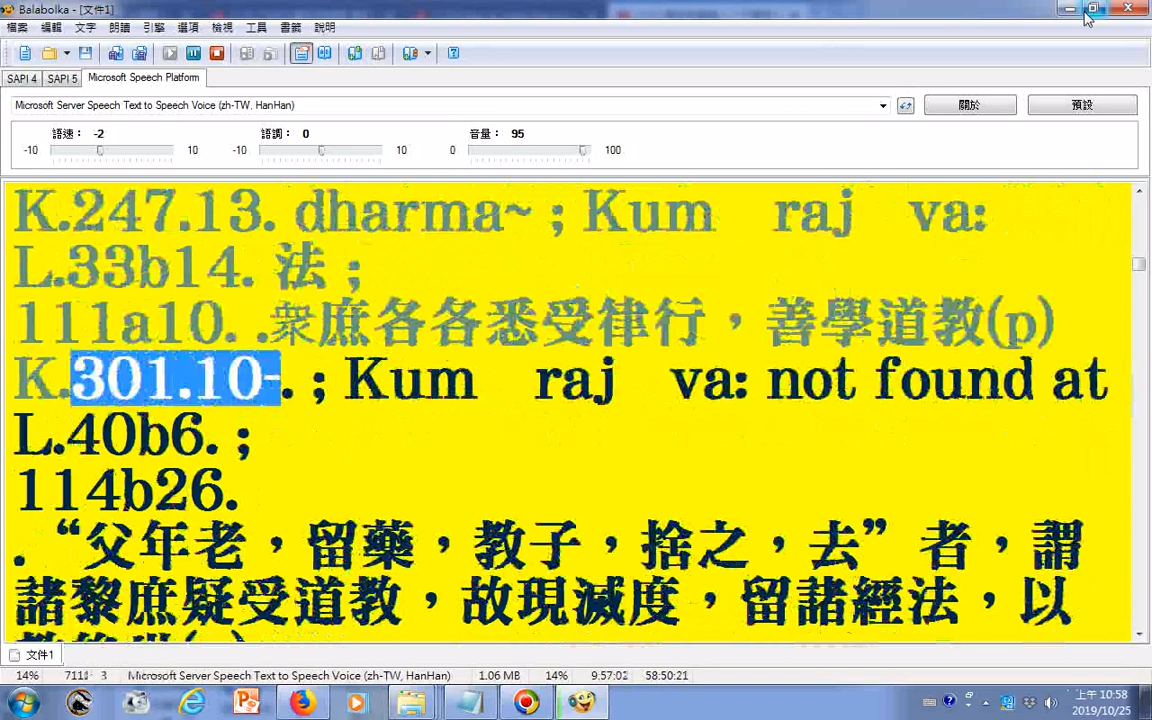 Balabolka - [文件1]
檔案 編輯 文字 朗讀 引擎 選項 檢視 工具 書籤 說明
SAPI 4 SAPI 5 Microsoft Speech Platform
Microsoft Server Speech Text to Speech Voice (zh-TW, HanHan) 關於 預設
語速： -2 語調： 0 音量： 95
-10 10 -10 10 0 100
K.247.13. dharma~ ; Kum raj va:
L.33b14. 法 ;
111a10. .衆庶各各悉受律行，善學道教(p)
K.301.10-. ; Kum raj va: not found at
L.40b6. ;
114b26.
.“父年老，留藥，教子，捨之，去”者，謂
諸黎庶疑受道教，故現滅度，留諸經法，以
文件1
14% 7111 3 Microsoft Server Speech Text to Speech Voice (zh-TW, HanHan) 1.06 MB 14% 9:57:02 58:50:21
上午 10:58
2019/10/25